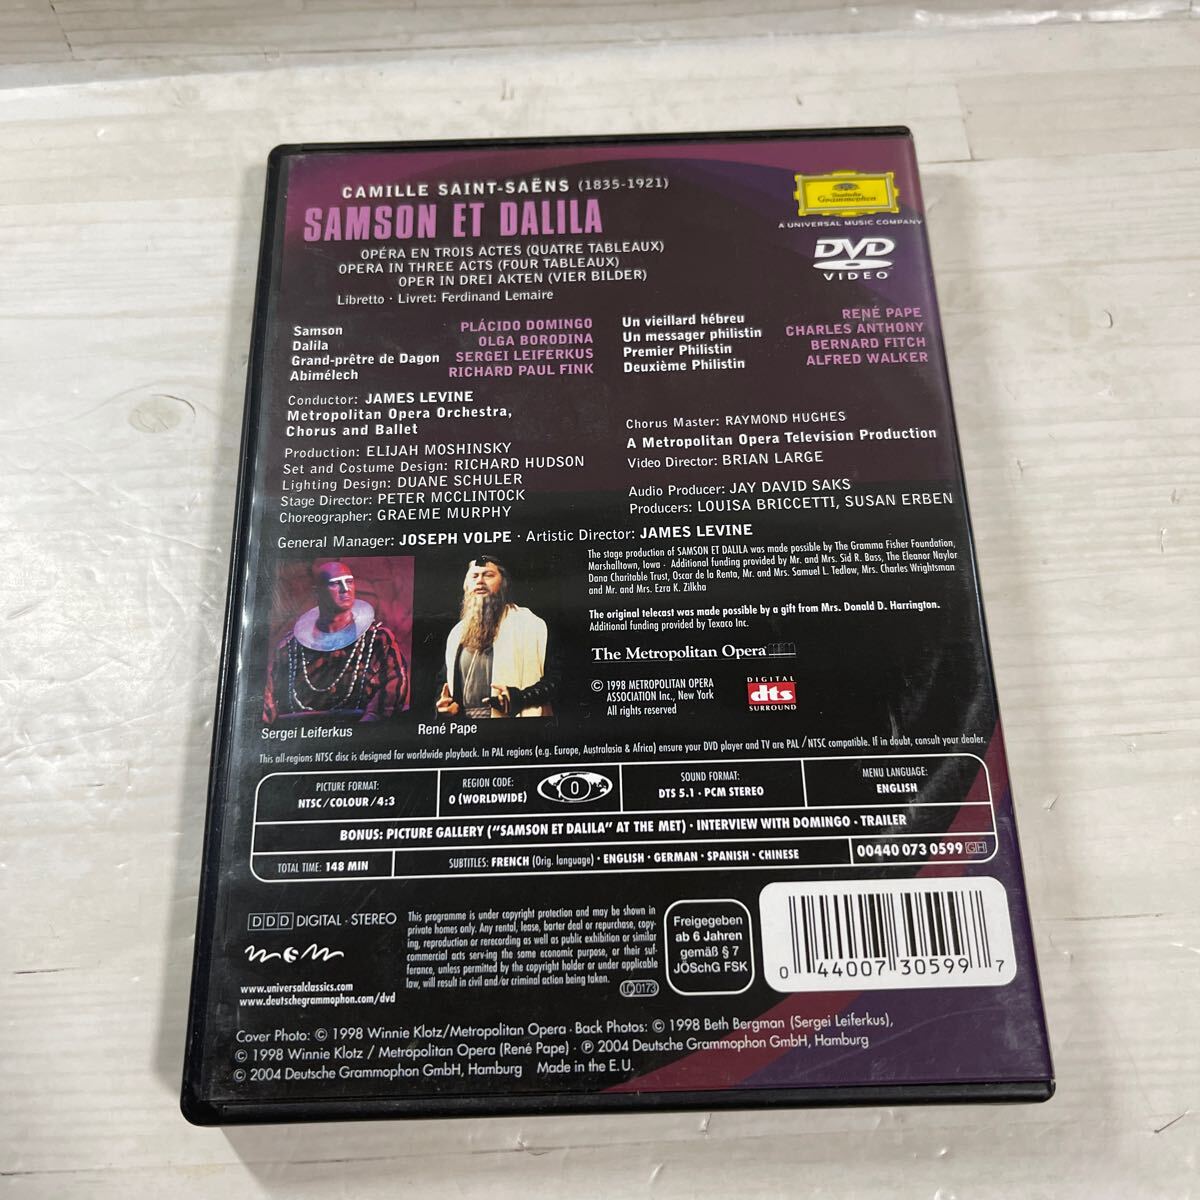 CAMILLE SAINT-SAËNS (1835-1921)
SAMSON ET DALILA
OPÉRA EN TROIS ACTES (QUATRE TABLEAUX)
OPERA IN THREE ACTS (FOUR TABLEAUX)
OPER IN DREI AKTEN (VIER BILDER)
Libretto · Livret: Ferdinand Lemaire
Deutsche
Grammophon
A UNIVERSAL MUSIC COMPANY
DVD
VIDEO
Samson PLÁCIDO DOMINGO
Dalila OLGA BORODINA
Grand-prêtre de Dagon SERGEI LEIFERKUS
Abimélech RICHARD PAUL FINK
Un vieillard hébreu RENÉ PAPE
Un messager philistin CHARLES ANTHONY
Premier Philistin BERNARD FITCH
Deuxième Philistin ALFRED WALKER
Conductor: JAMES LEVINE
Metropolitan Opera Orchestra,
Chorus and Ballet
Production: ELIJAH MOSHINSKY
Set and Costume Design: RICHARD HUDSON
Lighting Design: DUANE SCHULER
Stage Director: PETER MCCLINTOCK
Choreographer: GRAEME MURPHY
Chorus Master: RAYMOND HUGHES
A Metropolitan Opera Television Production
Video Director: BRIAN LARGE
Audio Producer: JAY DAVID SAKS
Producers: LOUISA BRICCETTI, SUSAN ERBEN
General Manager: JOSEPH VOLPE · Artistic Director: JAMES LEVINE
The stage production of SAMSON ET DALILA was made possible by The Gramma Fisher Foundation,
Marshalltown, Iowa · Additional funding provided by Mr. and Mrs. Sid R. Bass, The Eleanor Naylor
Dana Charitable Trust, Oscar de la Renta, Mr. and Mrs. Samuel L. Tedlow, Mrs. Charles Wrightsman
and Mr. and Mrs. Ezra K. Zilkha
The original telecast was made possible by a gift from Mrs. Donald D. Harrington.
Additional funding provided by Texaco Inc.
The Metropolitan Opera
© 1998 METROPOLITAN OPERA
ASSOCIATION Inc., New York
All rights reserved
DIGITAL
dts
SURROUND
Sergei Leiferkus
René Pape
This all-regions NTSC disc is designed for worldwide playback. In PAL regions (e.g. Europe, Australasia & Africa) ensure your DVD player and TV are PAL/NTSC compatible. If in doubt, consult your dealer.
PICTURE FORMAT:
NTSC/COLOUR/4:3
REGION CODE:
0 (WORLDWIDE)
0
SOUND FORMAT:
DTS 5.1 · PCM STEREO
MENU LANGUAGE:
ENGLISH
BONUS: PICTURE GALLERY ("SAMSON ET DALILA" AT THE MET) · INTERVIEW WITH DOMINGO · TRAILER
TOTAL TIME: 148 MIN
SUBTITLES: FRENCH (Orig. language) · ENGLISH · GERMAN · SPANISH · CHINESE
00440 073 0599 GH
DDD DIGITAL · STEREO
www.universalclassics.com
www.deutschegrammophon.com/dvd
This programme is under copyright protection and may be shown in
private homes only. Any rental, lease, barter deal or repurchase, copy-
ing, reproduction or rerecording as well as public exhibition or similar
commercial acts serving the same economic purpose, or their suf-
ferance, unless permitted by the copyright holder or under applicable
law, will result in civil and/or criminal action being taken.
LC 0173
Freigegeben
ab 6 Jahren
gemäß § 7
JÖSchG FSK
0 44007 30599 7
Cover Photo: © 1998 Winnie Klotz/Metropolitan Opera · Back Photos: © 1998 Beth Bergman (Sergei Leiferkus),
© 1998 Winnie Klotz / Metropolitan Opera (René Pape) · ℗ 2004 Deutsche Grammophon GmbH, Hamburg
© 2004 Deutsche Grammophon GmbH, Hamburg Made in the E.U.